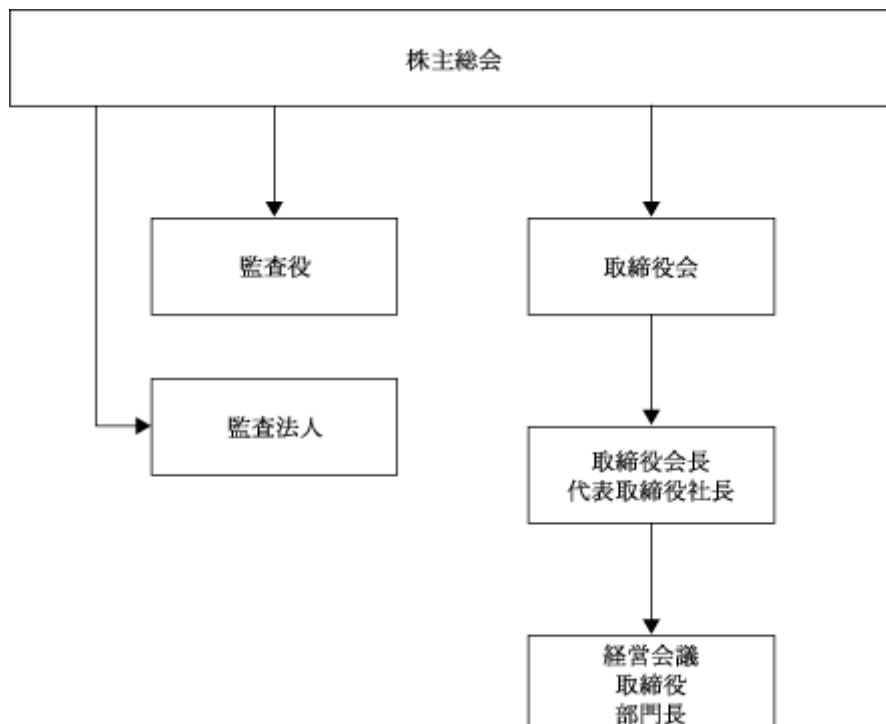 株主総会
監査役
取締役会
監査法人
取締役会長
代表取締役社長
経営会議
取締役
部門長